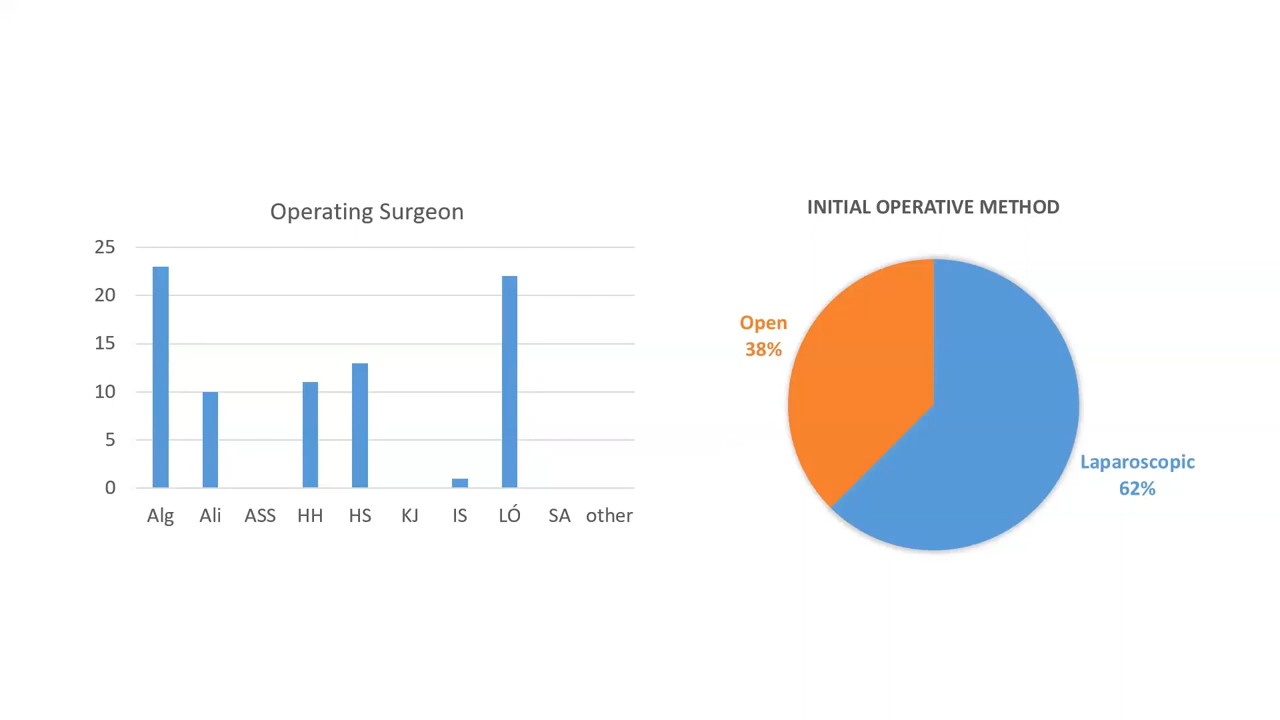 Operating Surgeon
25
20
15
10
5
0
Alg Ali ASS HH HS KJ IS LÓ SA other
INITIAL OPERATIVE METHOD
Open
38%
Laparoscopic
62%